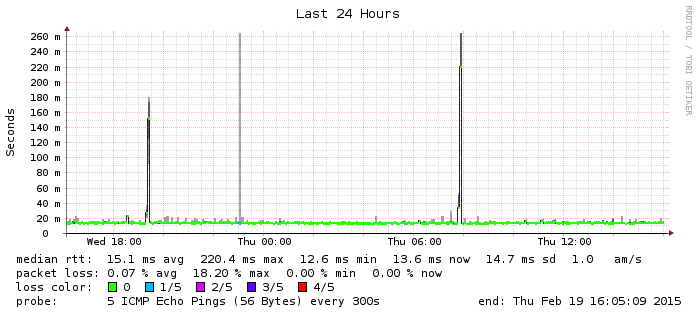 Last 24 Hours
RRDTOOL / TOBI OETIKER
Seconds
260 m
240 m
220 m
200 m
180 m
160 m
140 m
120 m
100 m
80 m
60 m
40 m
20 m
0
Wed 18:00 Thu 00:00 Thu 06:00 Thu 12:00
median rtt: 15.1 ms avg 220.4 ms max 12.6 ms min 13.6 ms now 14.7 ms sd 1.0 am/s
packet loss: 0.07 % avg 18.20 % max 0.00 % min 0.00 % now
loss color: 0 1/5 2/5 3/5 4/5
probe: 5 ICMP Echo Pings (56 Bytes) every 300s end: Thu Feb 19 16:05:09 2015